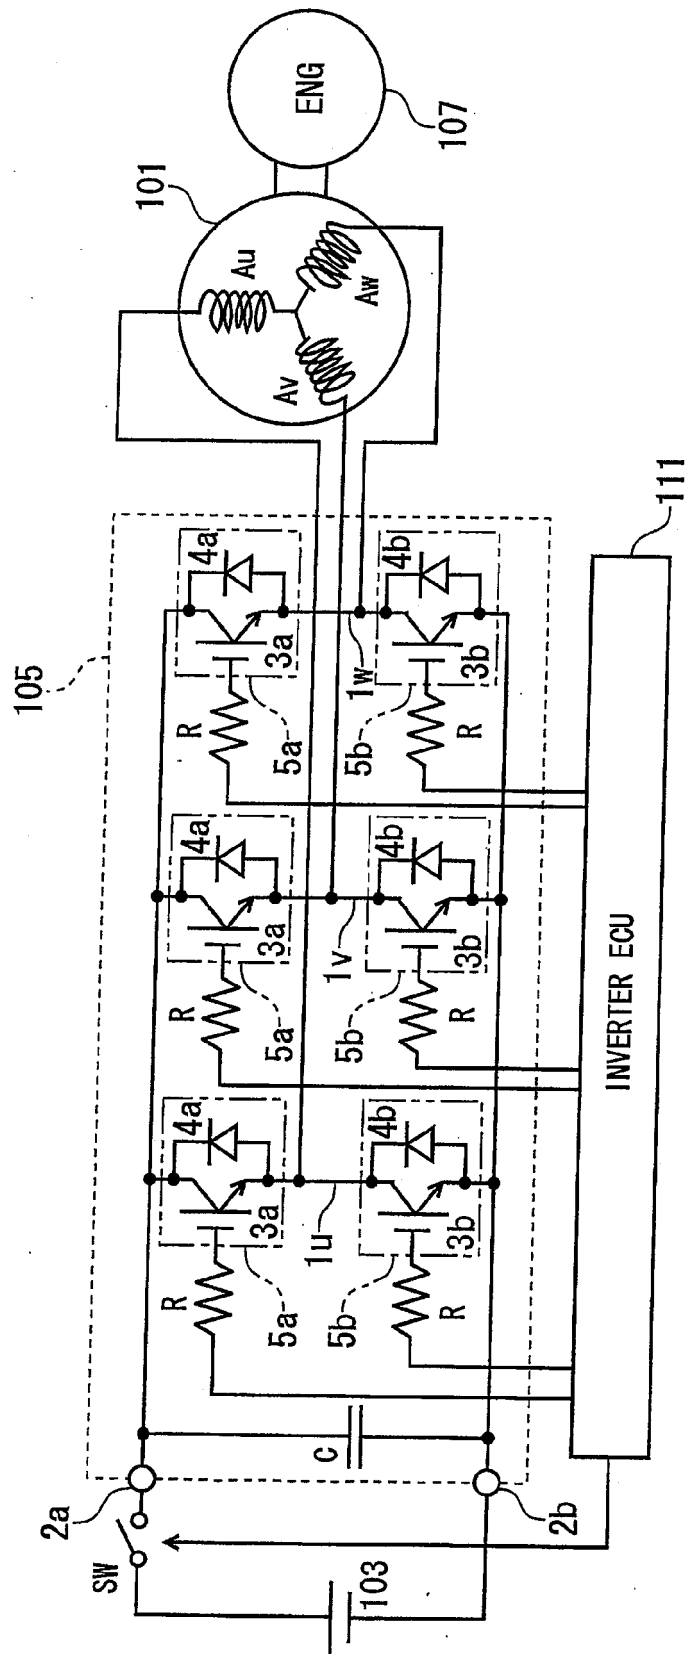 105
101
107
ENG
Au
Av
Aw
2a
SW
103
2b
C
R
5a
3a
4a
1u
5b
R
3b
4b
R
5a
3a
4a
1v
5b
R
3b
4b
R
5a
3a
4a
1w
5b
R
3b
4b
INVERTER ECU
111